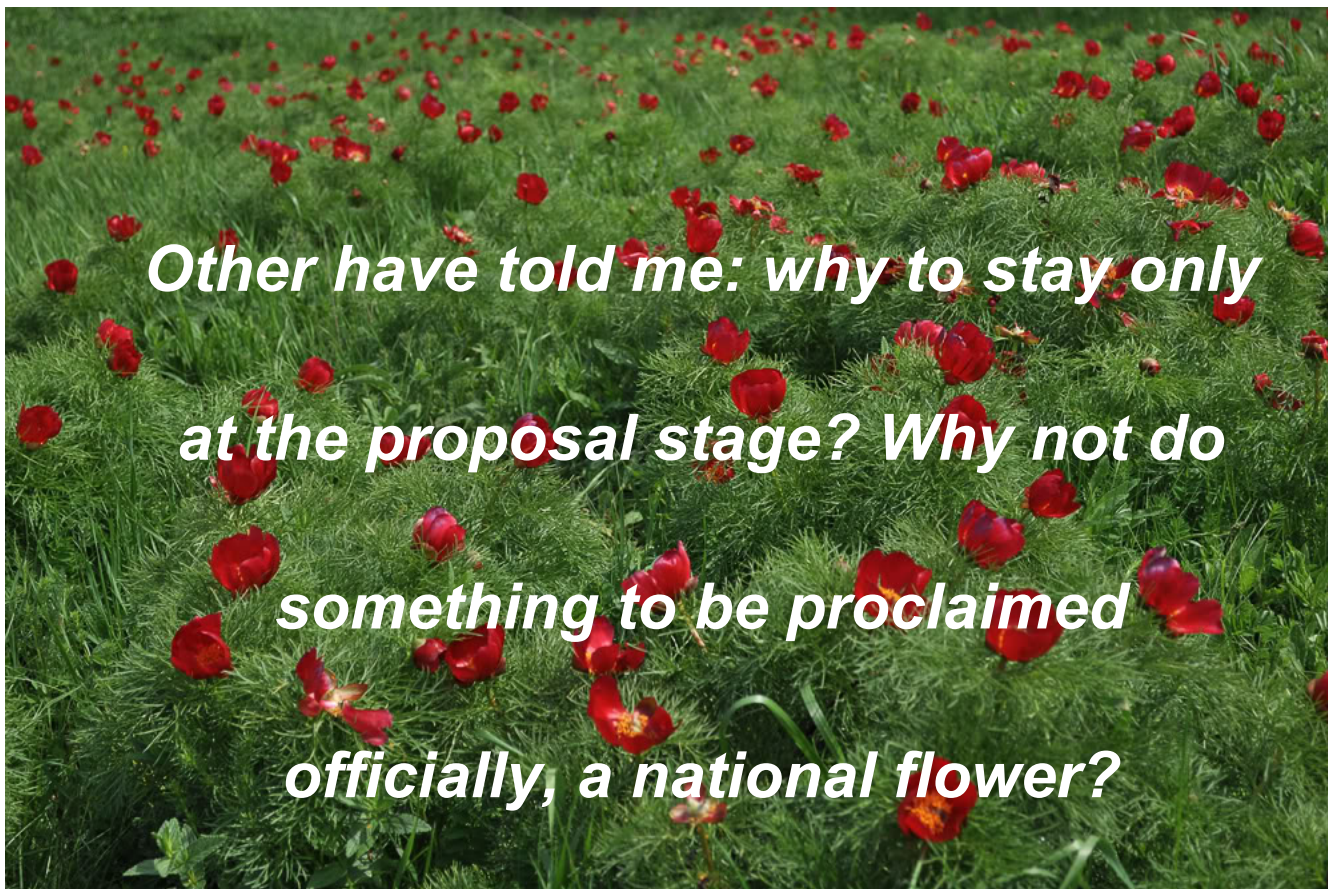 Other have told me: why to stay only
at the proposal stage? Why not do
something to be proclaimed
officially, a national flower?